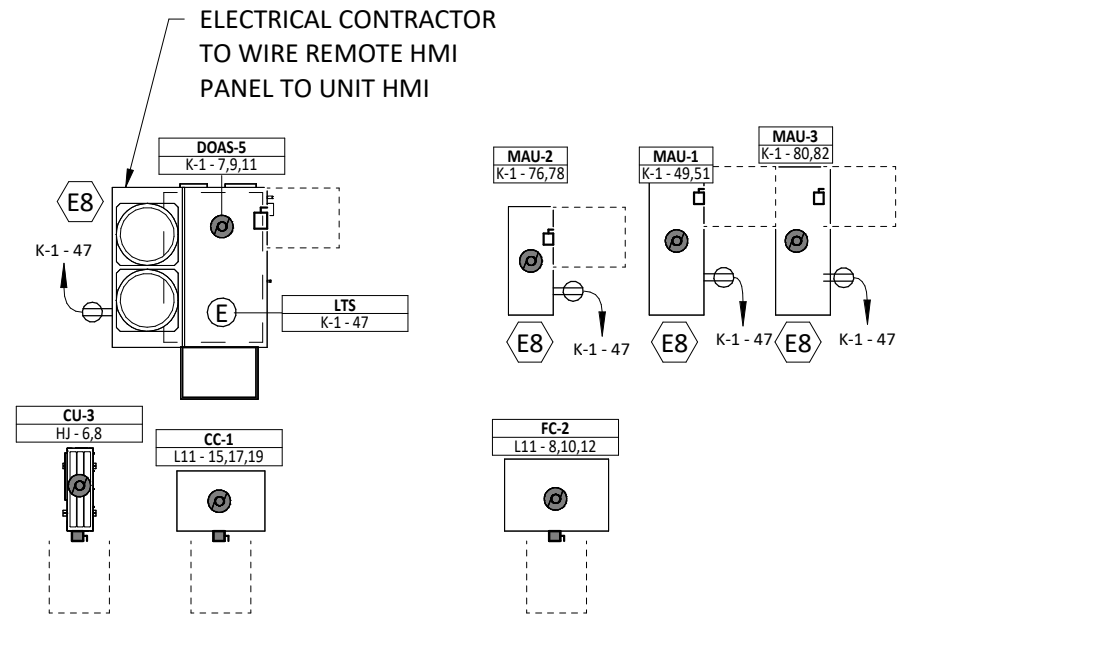 ELECTRICAL CONTRACTOR
TO WIRE REMOTE HMI
PANEL TO UNIT HMI
DOAS-5
K-1 - 7,9,11
E8
K-1 - 47
E
LTS
K-1 - 47
MAU-2
K-1 - 76,78
E8
K-1 - 47
MAU-1
K-1 - 49,51
E8
K-1 - 47
MAU-3
K-1 - 80,82
E8
K-1 - 47
CU-3
HJ - 6,8
CC-1
L11 - 15,17,19
FC-2
L11 - 8,10,12